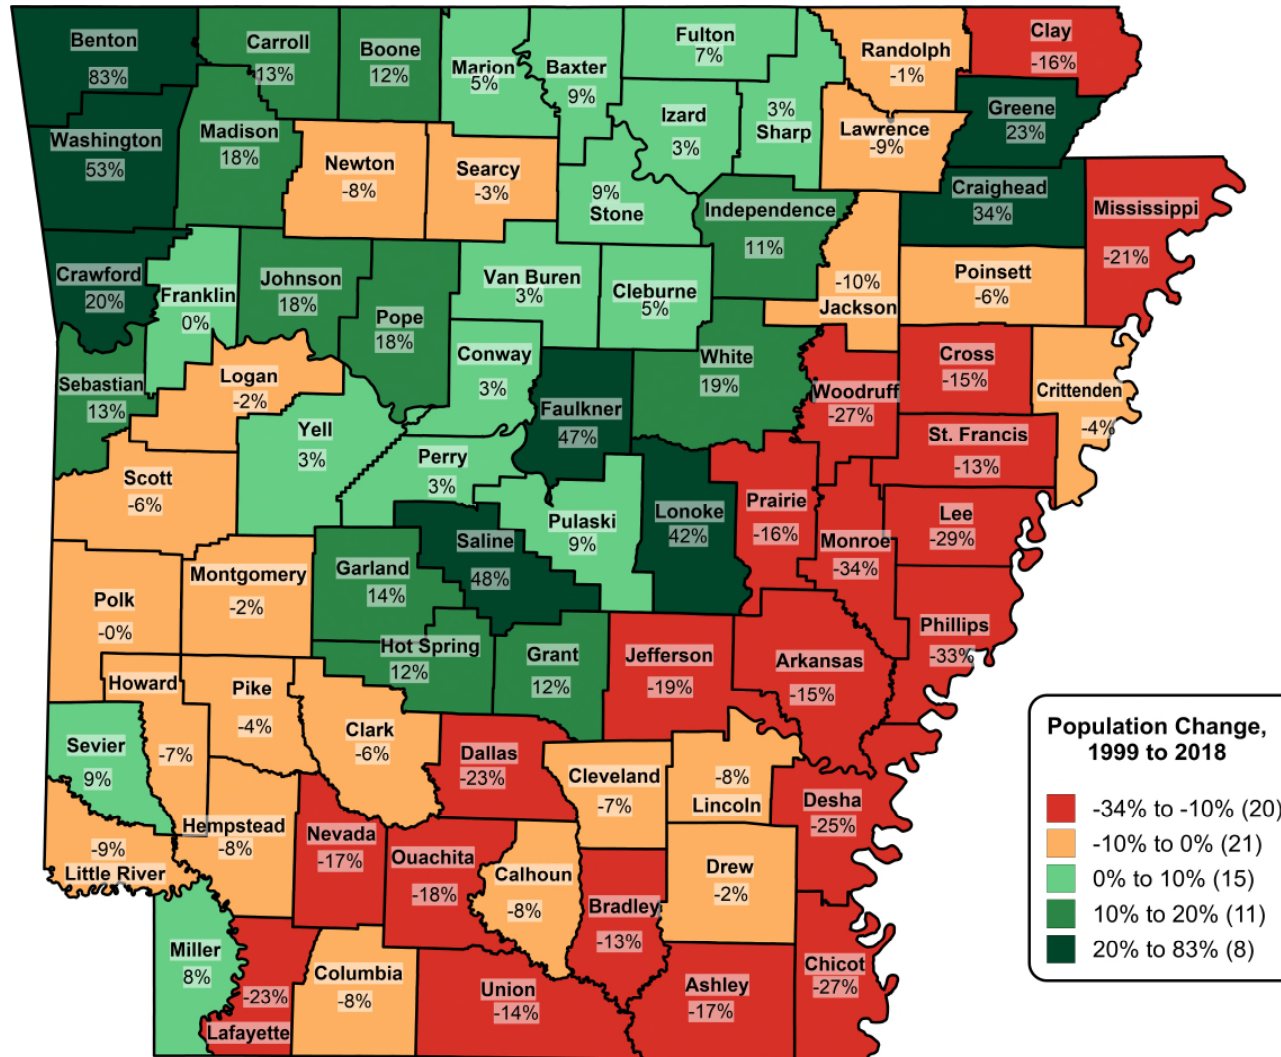 Benton
83%
Carroll
13%
Boone
12%
Marion
5%
Baxter
9%
Fulton
7%
Randolph
-1%
Clay
-16%
Washington
53%
Madison
18%
Newton
-8%
Searcy
-3%
9%
Stone
Izard
3%
3%
Sharp
Lawrence
-9%
Greene
23%
Craighead
34%
Mississippi
-21%
Independence
11%
Crawford
20%
Franklin
0%
Johnson
18%
Pope
18%
Van Buren
3%
Cleburne
5%
-10%
Jackson
Poinsett
-6%
Sebastian
13%
Logan
-2%
Conway
3%
White
19%
Woodruff
-27%
Cross
-15%
Crittenden
-4%
Yell
3%
Faulkner
47%
St. Francis
-13%
Scott
-6%
Perry
3%
Pulaski
9%
Lonoke
42%
Prairie
-16%
Monroe
-34%
Lee
-29%
Saline
48%
Polk
-0%
Montgomery
-2%
Garland
14%
Hot Spring
12%
Grant
12%
Jefferson
-19%
Arkansas
-15%
Phillips
-33%
Howard
-7%
Pike
-4%
Clark
-6%
Sevier
9%
Dallas
-23%
Cleveland
-7%
-8%
Lincoln
Desha
-25%
-9%
Little River
Hempstead
-8%
Nevada
-17%
Ouachita
-18%
Calhoun
-8%
Bradley
-13%
Drew
-2%
Miller
8%
-23%
Lafayette
Columbia
-8%
Union
-14%
Ashley
-17%
Chicot
-27%
Population Change,
1999 to 2018
-34% to -10% (20)
-10% to 0% (21)
0% to 10% (15)
10% to 20% (11)
20% to 83% (8)